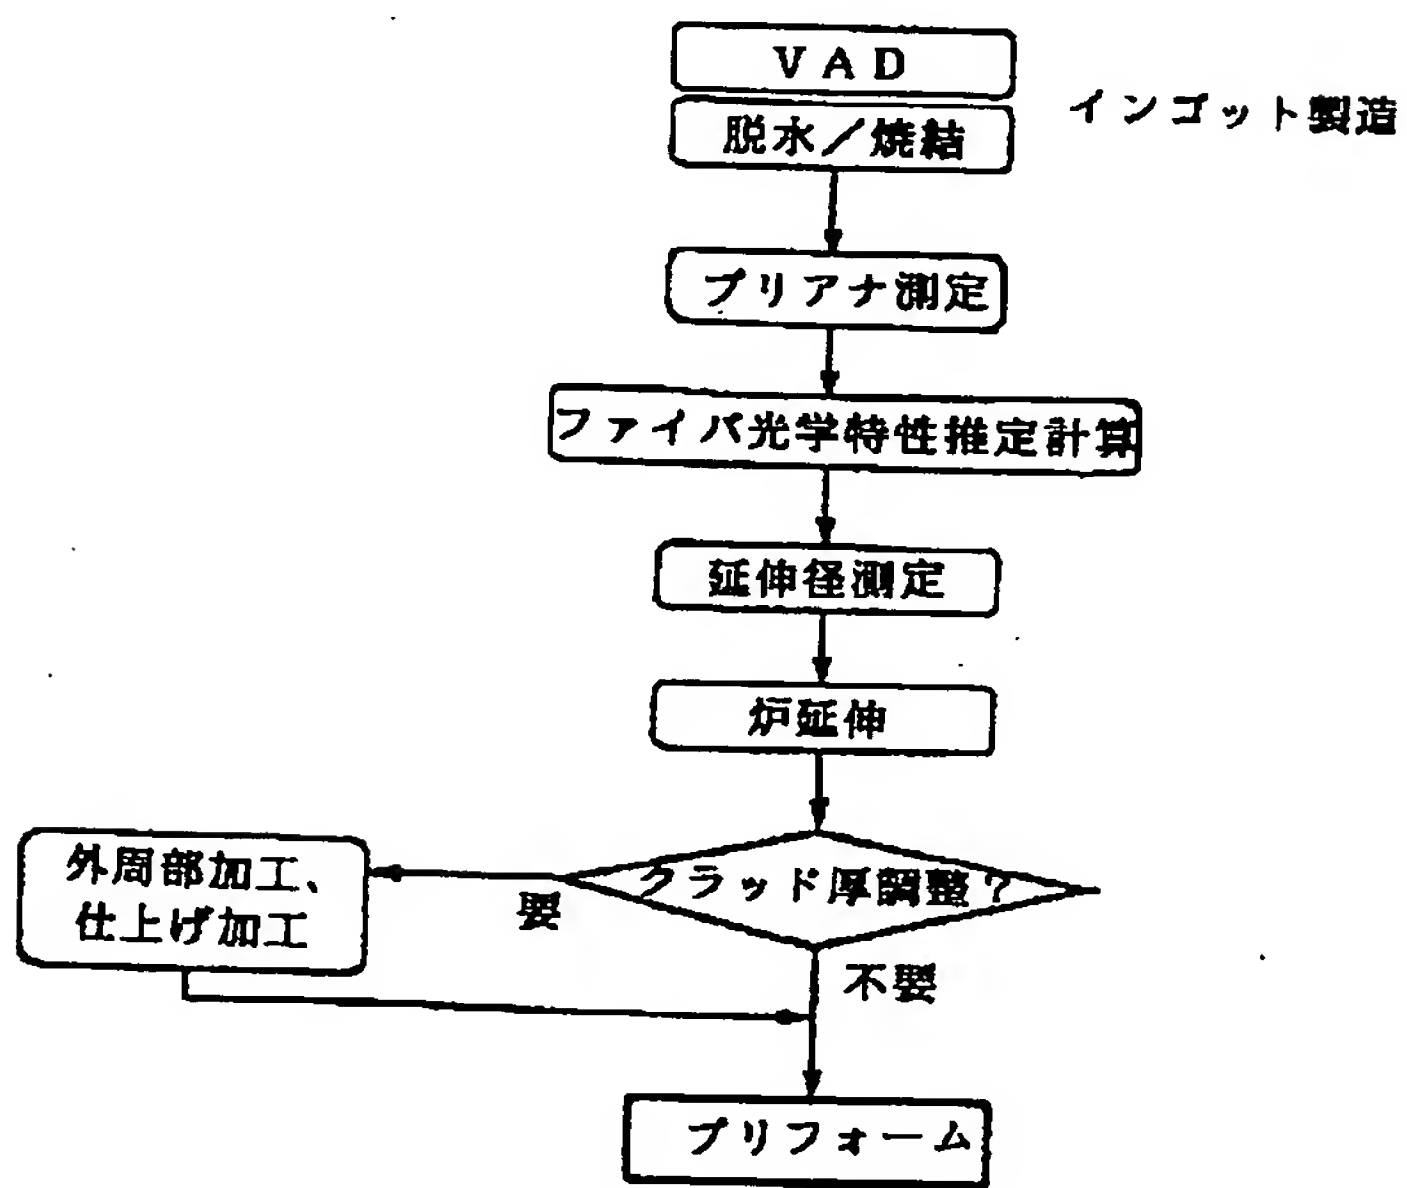 VAD
脱水／焼結
インゴット製造
プリアナ測定
ファイバ光学特性推定計算
延伸径測定
炉延伸
クラッド厚調整？
要
外周部加工、
仕上げ加工
不要
プリフォーム